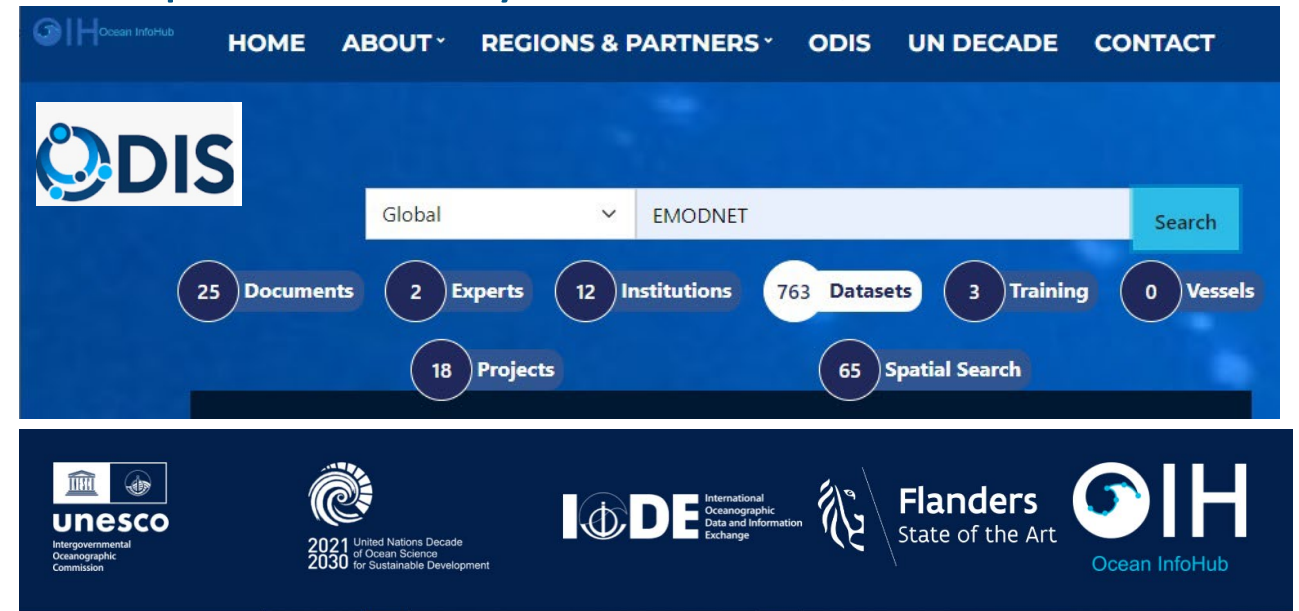 OIH Ocean InfoHub
HOME ABOUT REGIONS & PARTNERS ODIS UN DECADE CONTACT
ODIS
Global EMODNET Search
25 Documents 2 Experts 12 Institutions 763 Datasets 3 Training 0 Vessels
18 Projects 65 Spatial Search
unesco
Intergovernmental
Oceanographic
Commission
2021 United Nations Decade
of Ocean Science
2030 for Sustainable Development
IODE
International
Oceanographic
Data and Information
Exchange
Flanders
State of the Art
OIH
Ocean InfoHub